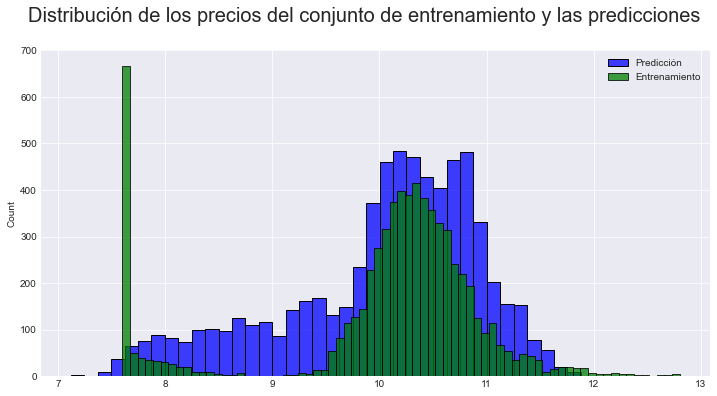 Distribución de los precios del conjunto de entrenamiento y las predicciones
700
600
500
400
300
200
100
0
Count
Predicción
Entrenamiento
7 8 9 10 11 12 13